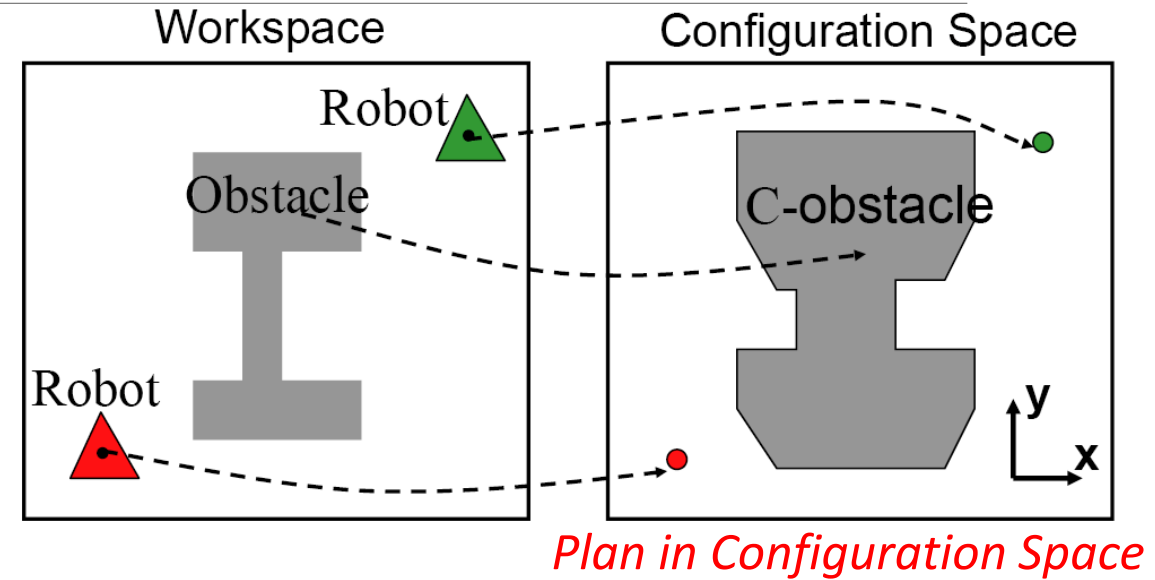 Workspace
Configuration Space
Robot
Obstacle
C-obstacle
Robot
y
x
Plan in Configuration Space